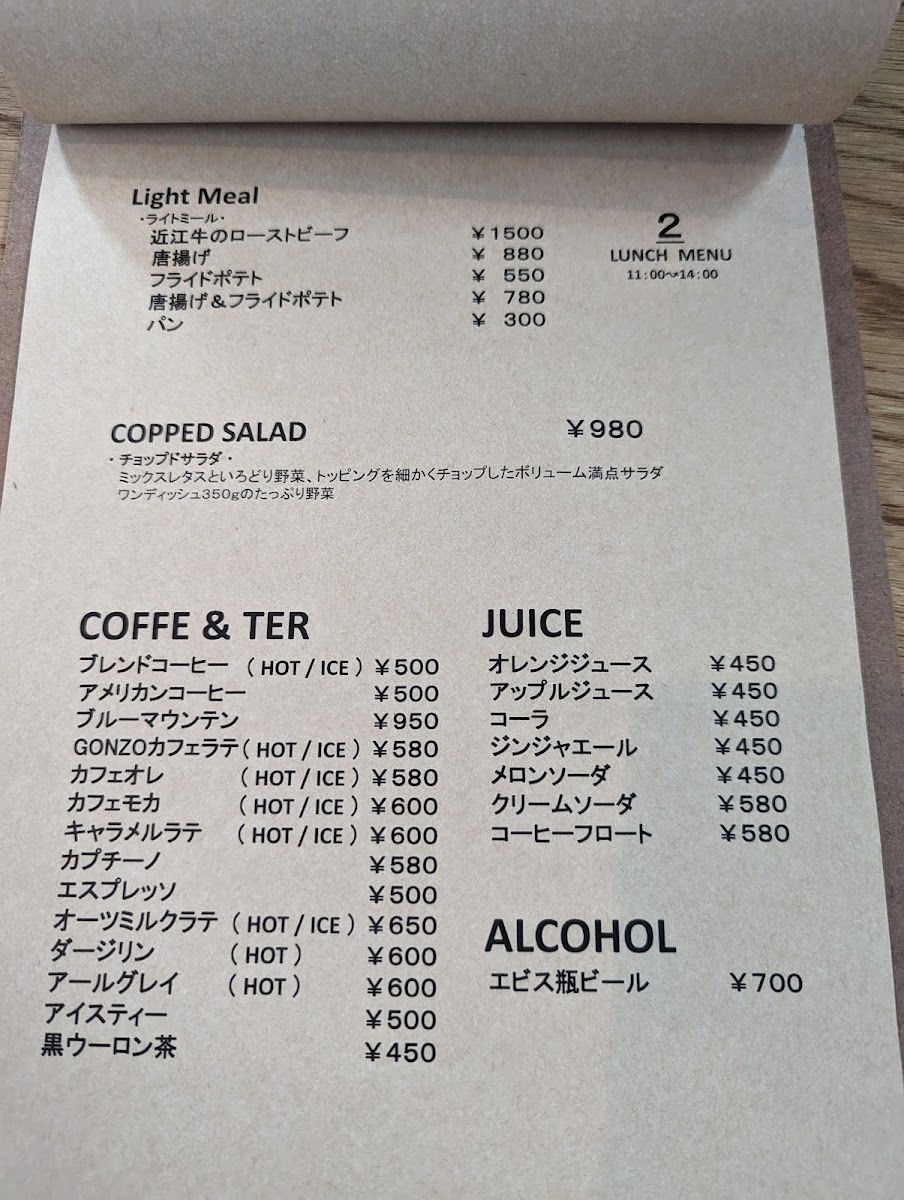 Light Meal
・ライトミール・
近江牛のローストビーフ ¥1500
唐揚げ ¥ 880
フライドポテト ¥ 550
唐揚げ＆フライドポテト ¥ 780
パン ¥ 300
2
LUNCH MENU
11:00〜14:00
COPPED SALAD ¥980
・チョップドサラダ・
ミックスレタスといろどり野菜、トッピングを細かくチョップしたボリューム満点サラダ
ワンディッシュ350gのたっぷり野菜
COFFE & TER
ブレンドコーヒー ( HOT / ICE ) ¥500
アメリカンコーヒー ¥500
ブルーマウンテン ¥950
GONZOカフェラテ ( HOT / ICE ) ¥580
カフェオレ ( HOT / ICE ) ¥580
カフェモカ ( HOT / ICE ) ¥600
キャラメルラテ ( HOT / ICE ) ¥600
カプチーノ ¥580
エスプレッソ ¥500
オーツミルクラテ ( HOT / ICE ) ¥650
ダージリン ( HOT ) ¥600
アールグレイ ( HOT ) ¥600
アイスティー ¥500
黒ウーロン茶 ¥450
JUICE
オレンジジュース ¥450
アップルジュース ¥450
コーラ ¥450
ジンジャエール ¥450
メロンソーダ ¥450
クリームソーダ ¥580
コーヒーフロート ¥580
ALCOHOL
エビス瓶ビール ¥700